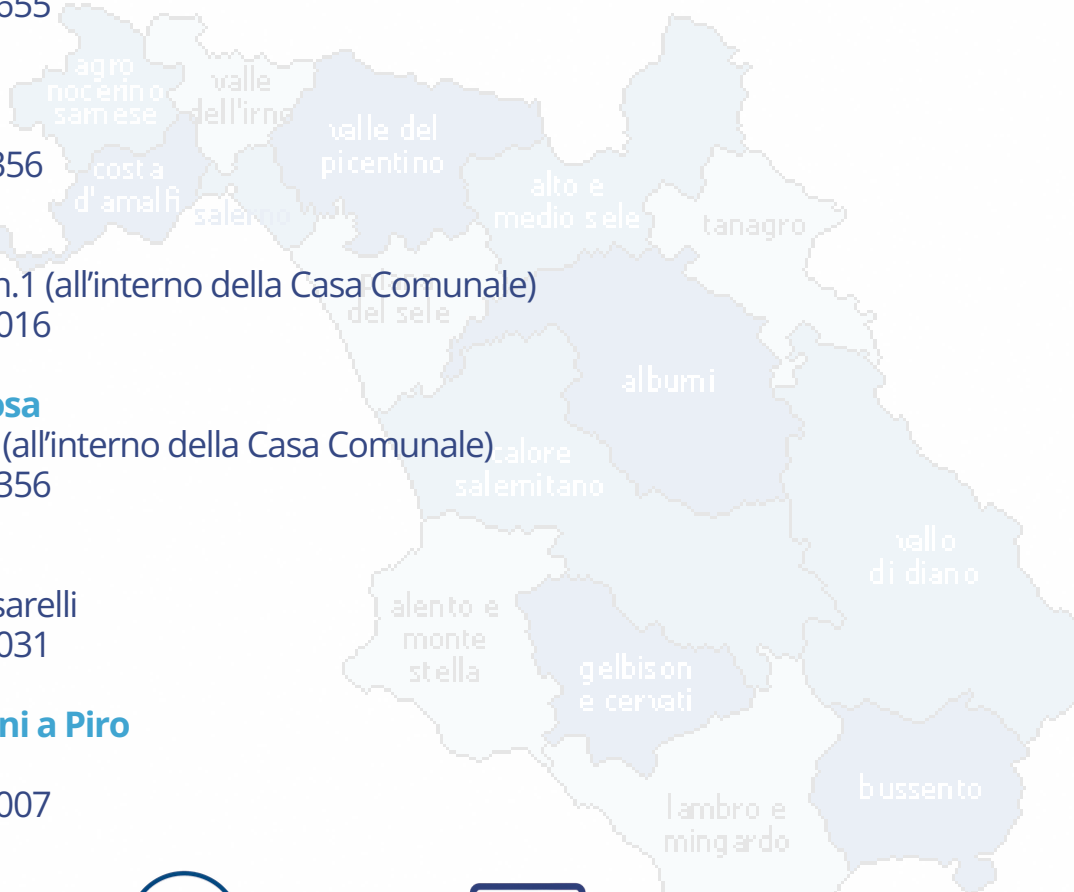 655
356
n.1 (all’interno della Casa Comunale)
016
osa
(all’interno della Casa Comunale)
356
sarelli
031
ni a Piro
007
agro
nocerino
sarnese
valle
dell'irno
costa
d'amalfi
salerno
valle del
picentino
alto e
medio sele
tanagro
del sele
alburni
calore
salernitano
vallo
di diano
alento e
monte
stella
gelbison
e cervati
bussento
lambro e
mingardo